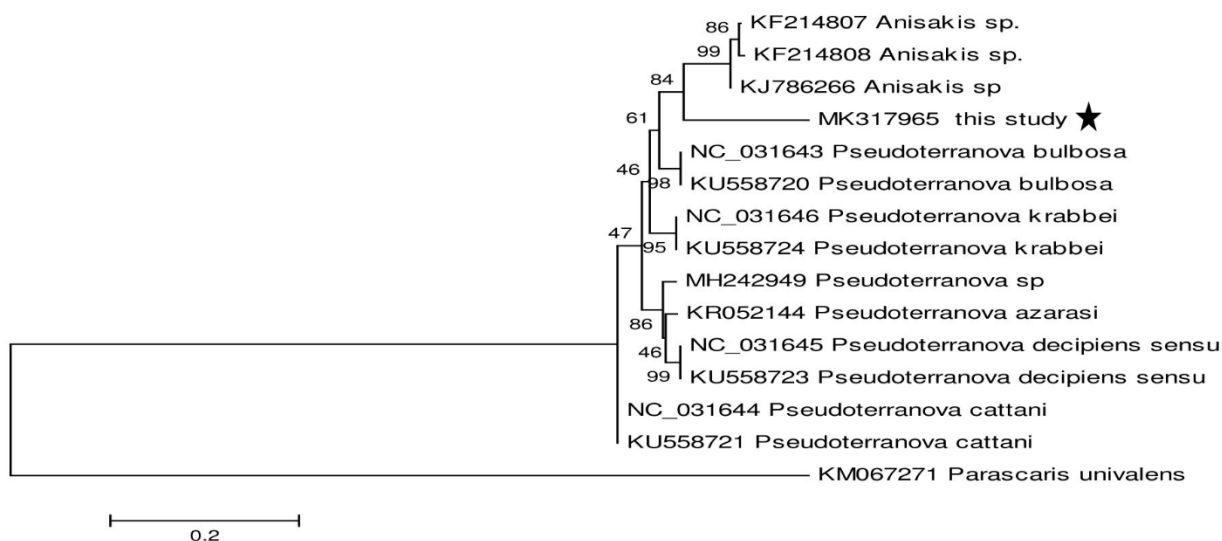 86
KF214807 Anisakis sp.
99
KF214808 Anisakis sp.
84
KJ786266 Anisakis sp
61
MK317965 this study
NC_031643 Pseudoterranova bulbosa
46
98
KU558720 Pseudoterranova bulbosa
NC_031646 Pseudoterranova krabbei
47
95
KU558724 Pseudoterranova krabbei
MH242949 Pseudoterranova sp
86
KR052144 Pseudoterranova azarasi
46
NC_031645 Pseudoterranova decipiens sensu
99
KU558723 Pseudoterranova decipiens sensu
NC_031644 Pseudoterranova cattani
KU558721 Pseudoterranova cattani
KM067271 Parascaris univalens
0.2